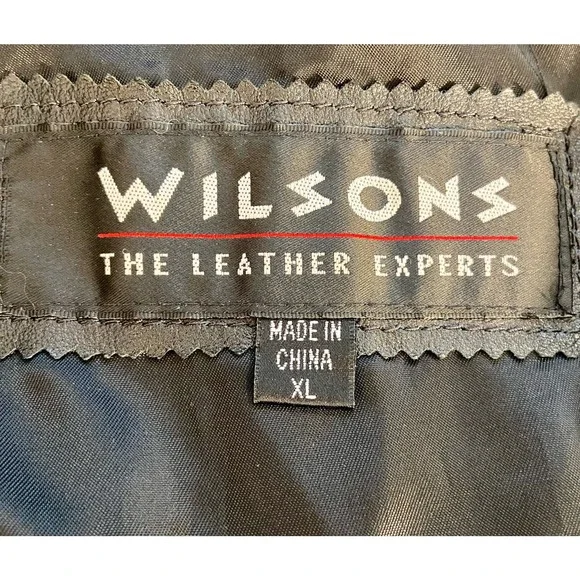 WILSONS
THE LEATHER EXPERTS
MADE IN
CHINA
XL